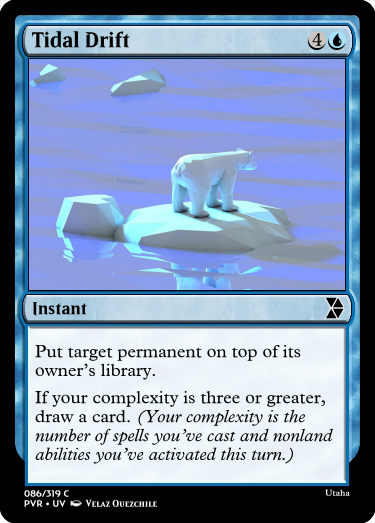 Tidal Drift 4
Instant
Put target permanent on top of its
owner's library.
If your complexity is three or greater,
draw a card. (Your complexity is the
number of spells you've cast and nonland
abilities you've activated this turn.)
086/319 C
Utaha
PVR • UV Velaz Ouezchile